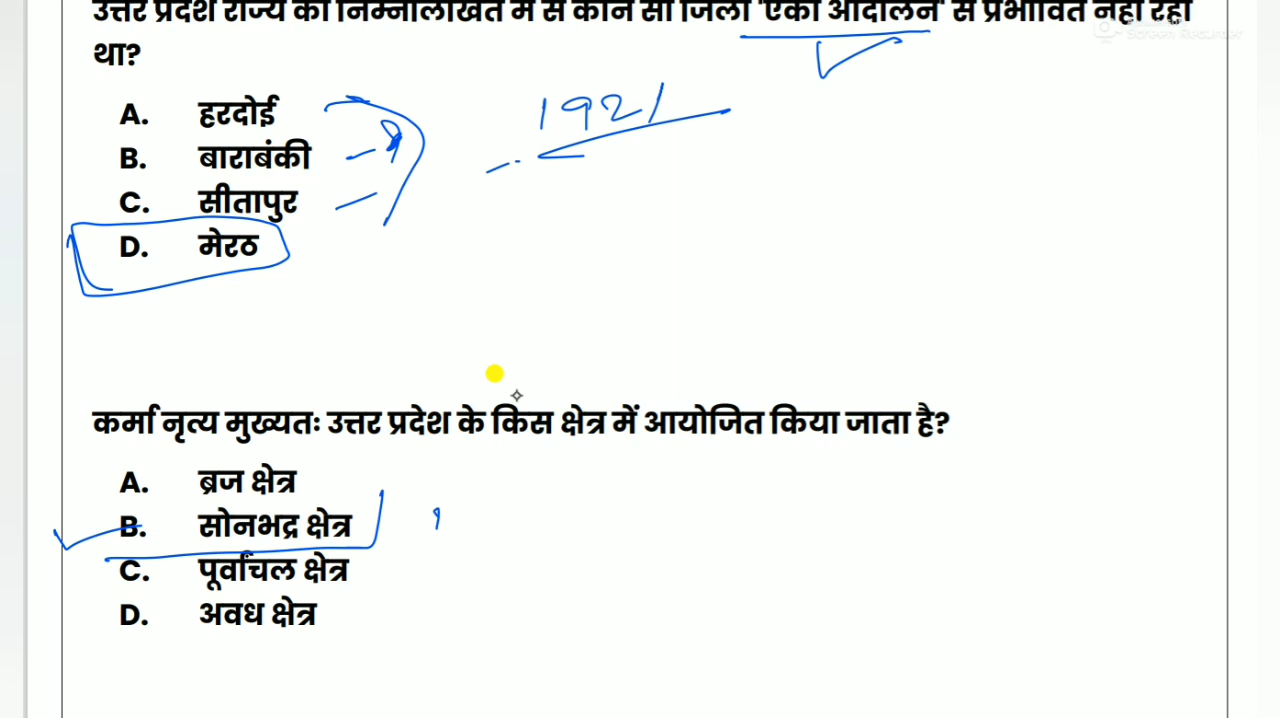 उत्तर प्रदेश राज्य का निम्नलिखित में से कौन सा जिला 'एका आंदोलन' से प्रभावित नहीं रहा
था?
A. हरदोई
B. बाराबंकी
C. सीतापुर
D. मेरठ
1921
कर्मा नृत्य मुख्यतः उत्तर प्रदेश के किस क्षेत्र में आयोजित किया जाता है?
A. ब्रज क्षेत्र
B. सोनभद्र क्षेत्र
C. पूर्वांचल क्षेत्र
D. अवध क्षेत्र